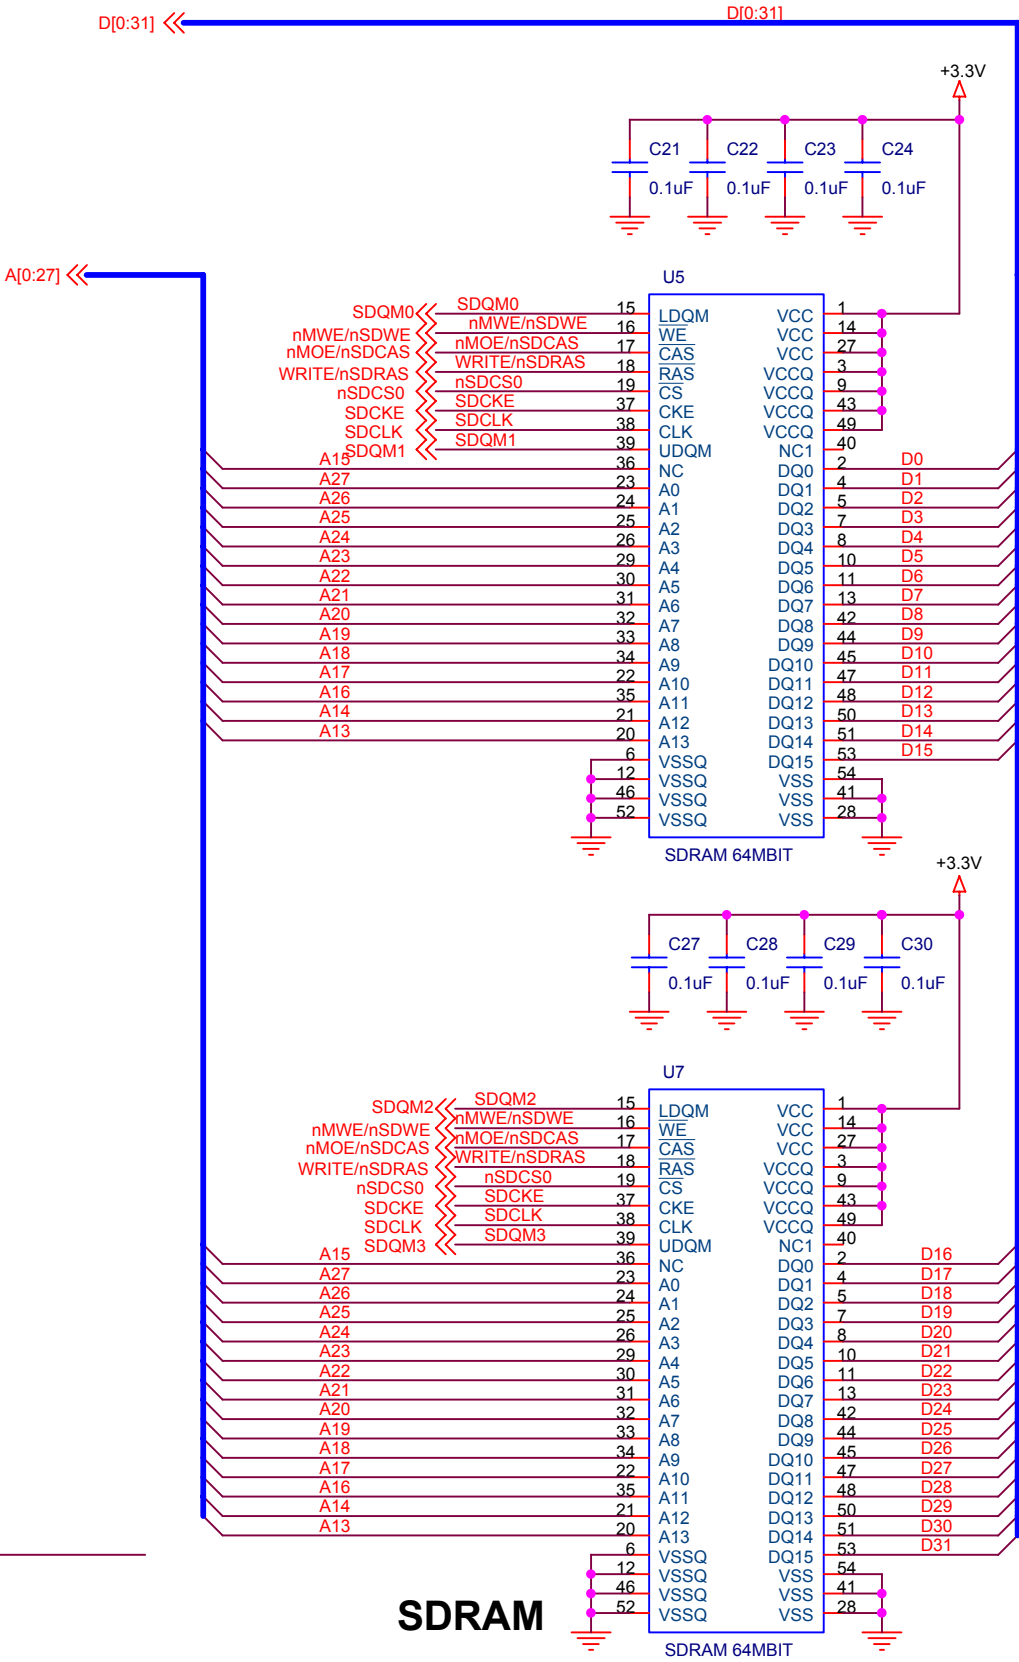 D[0:31] D[0:31]
+3.3V
C21 C22 C23 C24
0.1uF 0.1uF 0.1uF 0.1uF
A[0:27]
U5
SDQM0 SDQM0 15 LDQM VCC 1
nMWE/nSDWE nMWE/nSDWE 16 WE VCC 14
nMOE/nSDCAS nMOE/nSDCAS 17 CAS VCC 27
WRITE/nSDRAS WRITE/nSDRAS 18 RAS VCCQ 3
nSDCS0 nSDCS0 19 CS VCCQ 9
SDCKE SDCKE 37 CKE VCCQ 43
SDCLK SDCLK 38 CLK VCCQ 49
SDQM1 SDQM1 39 UDQM NC1 40
A15 36 NC DQ0 2 D0
A27 23 A0 DQ1 4 D1
A26 24 A1 DQ2 5 D2
A25 25 A2 DQ3 7 D3
A24 26 A3 DQ4 8 D4
A23 29 A4 DQ5 10 D5
A22 30 A5 DQ6 11 D6
A21 31 A6 DQ7 13 D7
A20 32 A7 DQ8 42 D8
A19 33 A8 DQ9 44 D9
A18 34 A9 DQ10 45 D10
A17 22 A10 DQ11 47 D11
A16 35 A11 DQ12 48 D12
A14 21 A12 DQ13 50 D13
A13 20 A13 DQ14 51 D14
6 VSSQ DQ15 53 D15
12 VSSQ VSS 54
46 VSSQ VSS 41
52 VSSQ VSS 28
SDRAM 64MBIT
+3.3V
C27 C28 C29 C30
0.1uF 0.1uF 0.1uF 0.1uF
U7
SDQM2 SDQM2 15 LDQM VCC 1
nMWE/nSDWE nMWE/nSDWE 16 WE VCC 14
nMOE/nSDCAS nMOE/nSDCAS 17 CAS VCC 27
WRITE/nSDRAS WRITE/nSDRAS 18 RAS VCCQ 3
nSDCS0 nSDCS0 19 CS VCCQ 9
SDCKE SDCKE 37 CKE VCCQ 43
SDCLK SDCLK 38 CLK VCCQ 49
SDQM3 SDQM3 39 UDQM NC1 40
A15 36 NC DQ0 2 D16
A27 23 A0 DQ1 4 D17
A26 24 A1 DQ2 5 D18
A25 25 A2 DQ3 7 D19
A24 26 A3 DQ4 8 D20
A23 29 A4 DQ5 10 D21
A22 30 A5 DQ6 11 D22
A21 31 A6 DQ7 13 D23
A20 32 A7 DQ8 42 D24
A19 33 A8 DQ9 44 D25
A18 34 A9 DQ10 45 D26
A17 22 A10 DQ11 47 D27
A16 35 A11 DQ12 48 D28
A14 21 A12 DQ13 50 D29
A13 20 A13 DQ14 51 D30
6 VSSQ DQ15 53 D31
12 VSSQ VSS 54
46 VSSQ VSS 41
52 VSSQ VSS 28
SDRAM
SDRAM 64MBIT